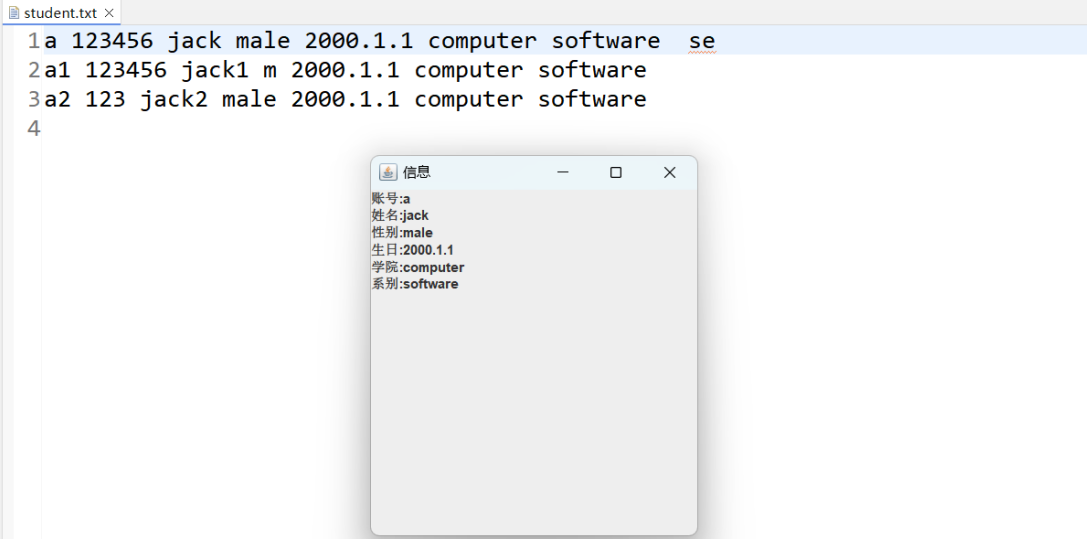 student.txt
1 a 123456 jack male 2000.1.1 computer software  se
2 a1 123456 jack1 m 2000.1.1 computer software
3 a2 123 jack2 male 2000.1.1 computer software
4
信息
账号:a
姓名:jack
性别:male
生日:2000.1.1
学院:computer
系别:software